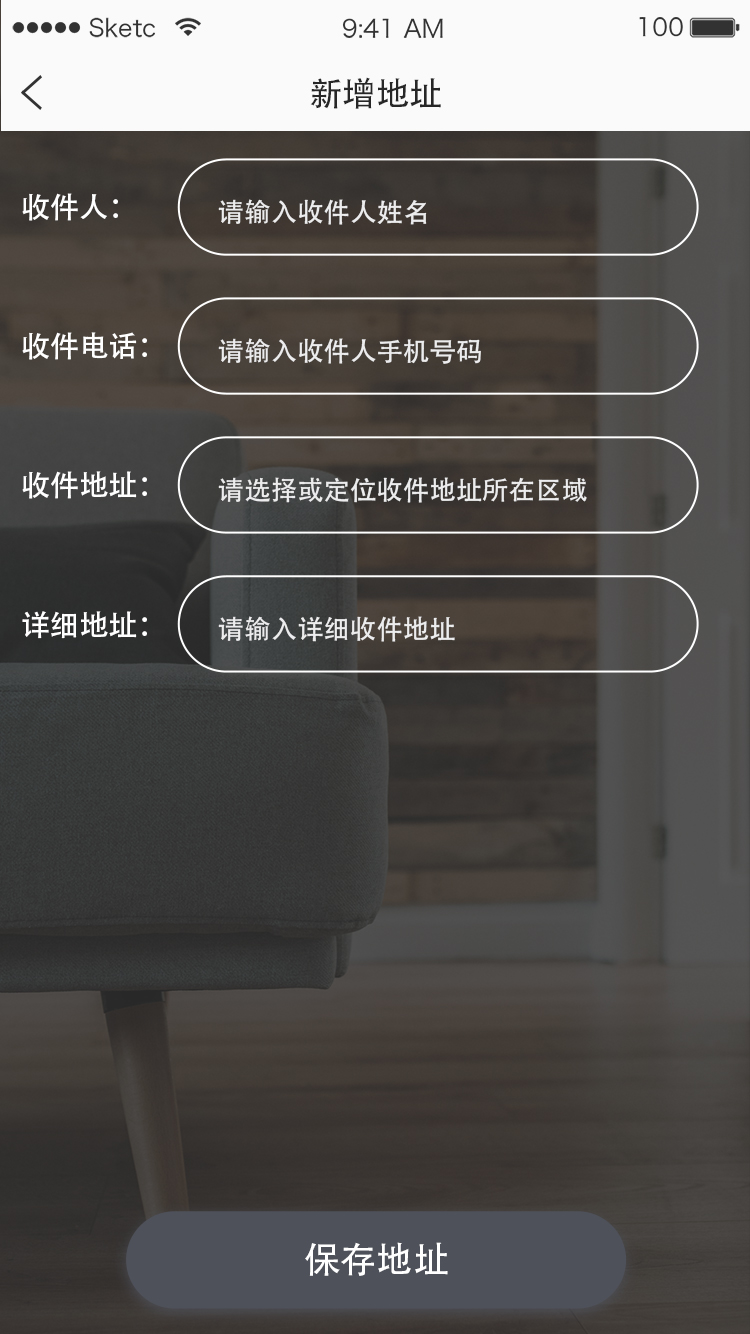 ●●●●● Sketc 9:41 AM 100
新增地址
收件人： 请输入收件人姓名
收件电话： 请输入收件人手机号码
收件地址： 请选择或定位收件地址所在区域
详细地址： 请输入详细收件地址
保存地址